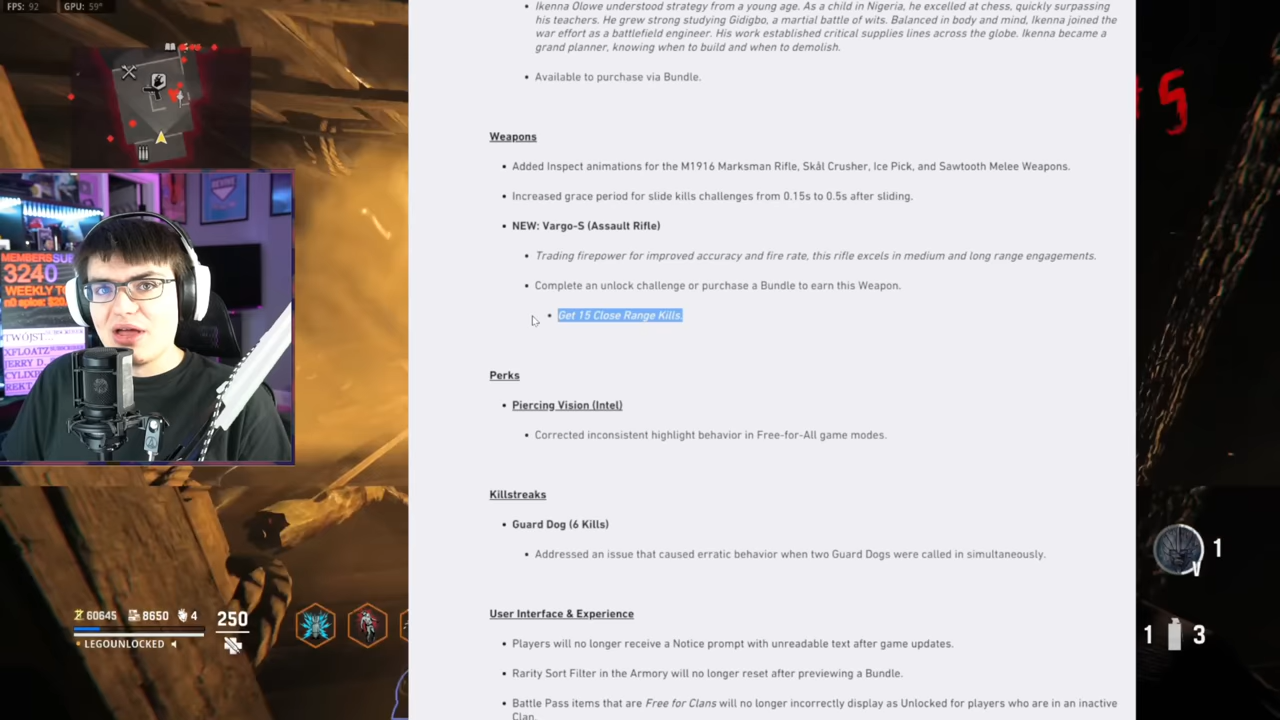 FPS: 92 GPU: 59°
Ikenna Olowe understood strategy from a young age. As a child in Nigeria, he excelled at chess, quickly surpassing
his teachers. He grew strong studying Gidigbo, a martial battle of wits. Balanced in body and mind, Ikenna joined the
war effort as a battlefield engineer. His work established critical supplies lines across the globe. Ikenna became a
grand planner, knowing when to build and when to demolish.
• Available to purchase via Bundle.
5
Weapons
• Added Inspect animations for the M1916 Marksman Rifle, Skål Crusher, Ice Pick, and Sawtooth Melee Weapons.
• Increased grace period for slide kills challenges from 0.15s to 0.5s after sliding.
• NEW: Vargo-S (Assault Rifle)
• Trading firepower for improved accuracy and fire rate, this rifle excels in medium and long range engagements.
• Complete an unlock challenge or purchase a Bundle to earn this Weapon.
• Get 15 Close Range Kills.
MEMBERS
3240
WEEKLY
TWOJST
XFLOATZ
JERRY D.
CYLIXI
REKT
Perks
• Piercing Vision (Intel)
• Corrected inconsistent highlight behavior in Free-for-All game modes.
Killstreaks
• Guard Dog (6 Kills)
• Addressed an issue that caused erratic behavior when two Guard Dogs were called in simultaneously.
User Interface & Experience
• Players will no longer receive a Notice prompt with unreadable text after game updates.
• Rarity Sort Filter in the Armory will no longer reset after previewing a Bundle.
• Battle Pass items that are Free for Clans will no longer incorrectly display as Unlocked for players who are in an inactive
Clan.
60645 8650 4
250
LEGOUNLOCKED
1
1 3